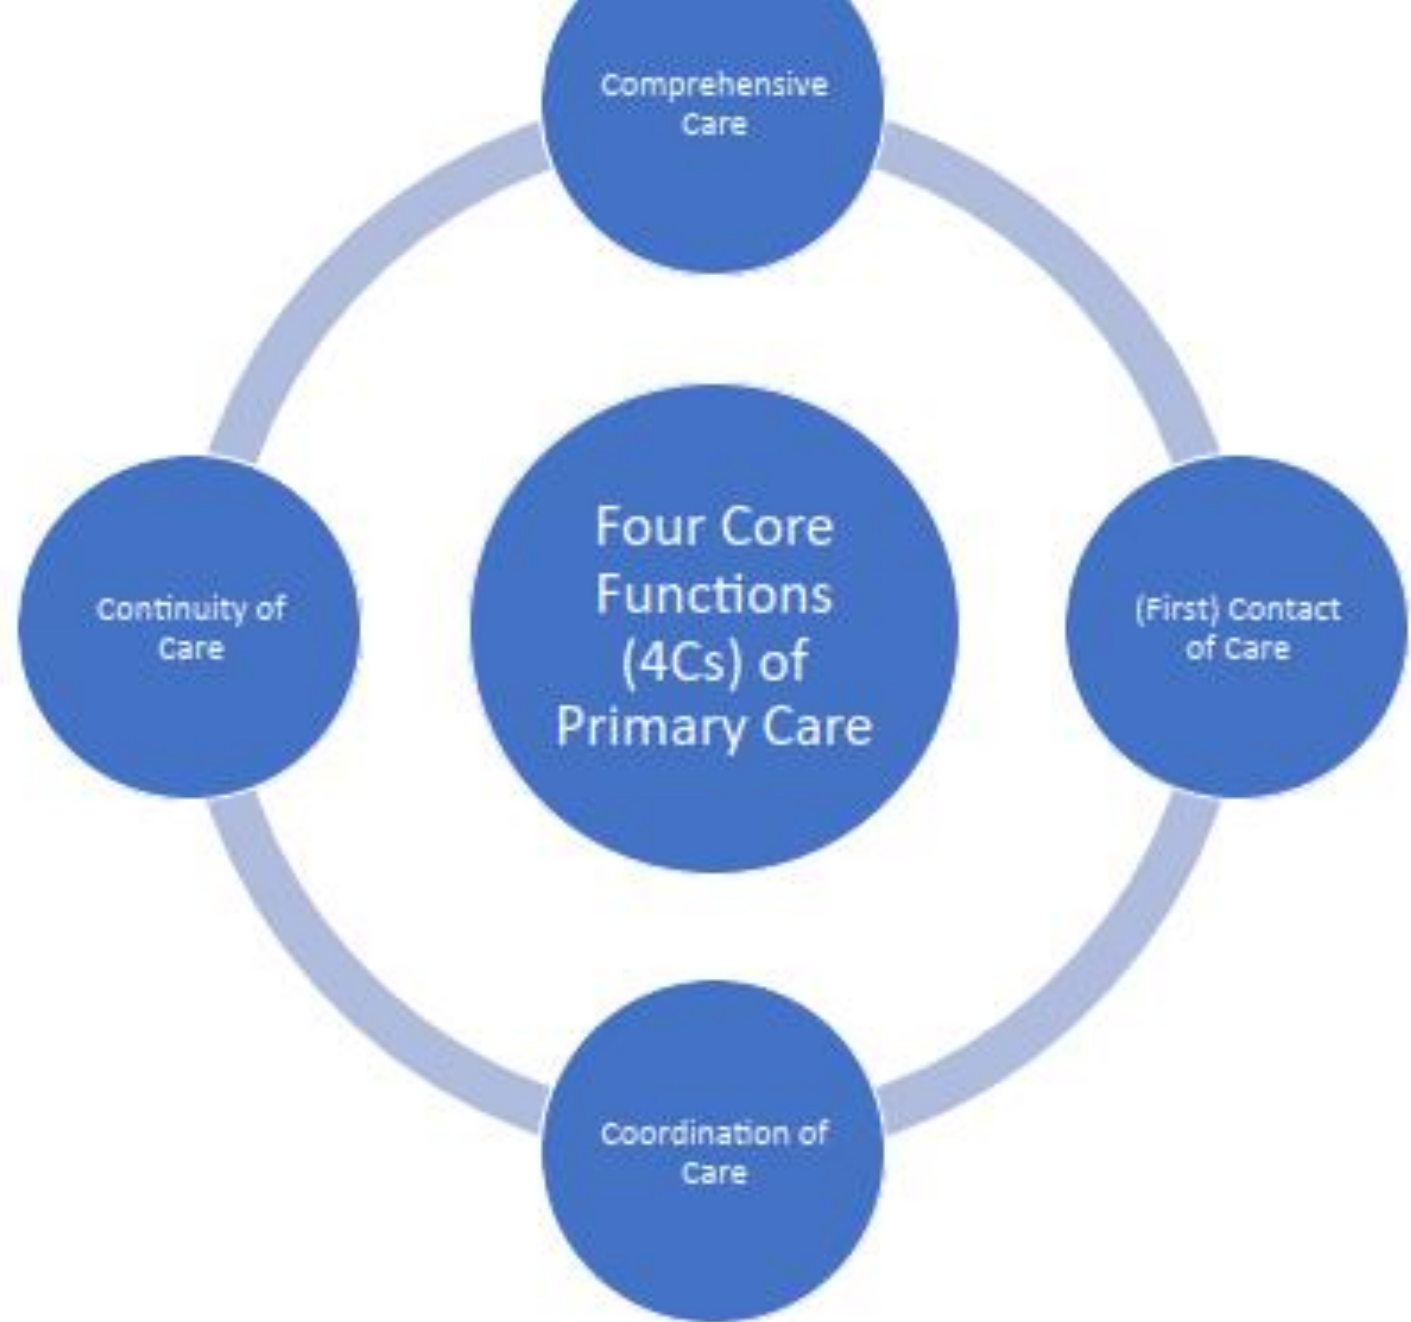 Comprehensive
Care
Four Core
Functions
(4Cs) of
Primary Care
Continuity of
Care
(First) Contact
of Care
Coordination of
Care